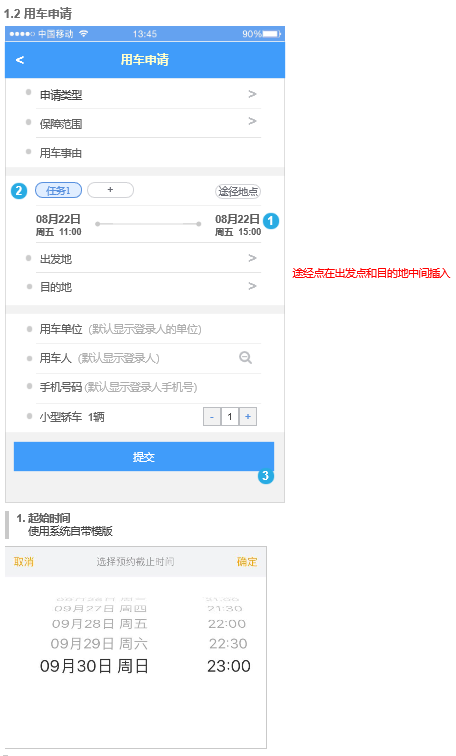 1.2 用车申请
中国移动 13:45 90%
< 用车申请
申请类型 >
保障范围 >
用车事由
2 任务1 + 途径地点
08月22日 08月22日 1
周五 11:00 周五 15:00
出发地 >
途经点在出发点和目的地中间插入
目的地 >
用车单位 (默认显示登录人的单位)
用车人 (默认显示登录人)
手机号码 (默认显示登录人手机号)
小型轿车 1辆 - 1 +
提交
3
1. 起始时间
使用系统自带模版
取消 选择预约截止时间 确定
09月27日 周四 21:30
09月28日 周五 22:00
09月29日 周六 22:30
09月30日 周日 23:00